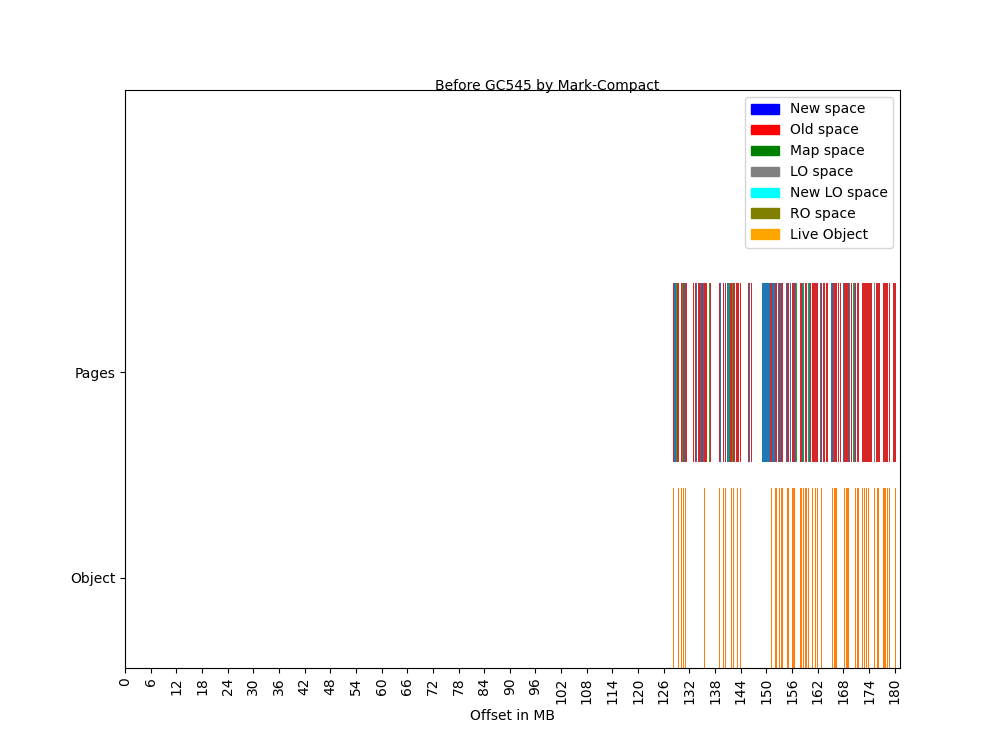 Before GC545 by Mark-Compact
New space
Old space
Map space
LO space
New LO space
RO space
Live Object
Pages
Object
0 6 12 18 24 30 36 42 48 54 60 66 72 78 84 90 96 102 108 114 120 126 132 138 144 150 156 162 168 174 180
Offset in MB